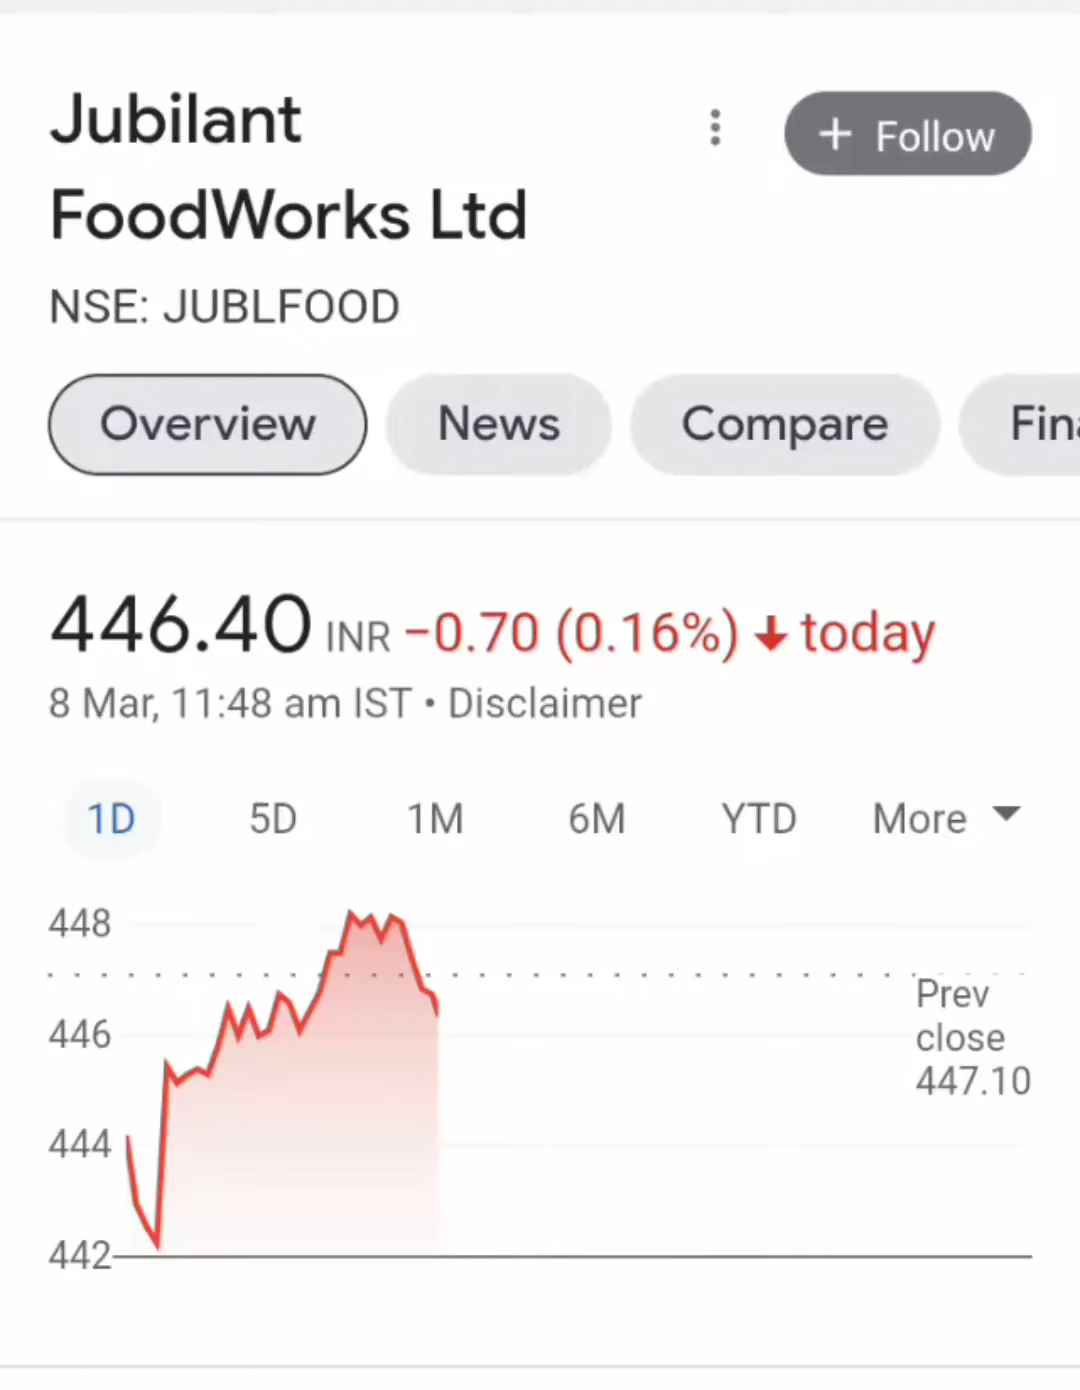 Jubilant
FoodWorks Ltd
+ Follow
NSE: JUBLFOOD
Overview News Compare Fina
446.40 INR −0.70 (0.16%) ↓ today
8 Mar, 11:48 am IST • Disclaimer
1D 5D 1M 6M YTD More
448
446
444
442
Prev
close
447.10